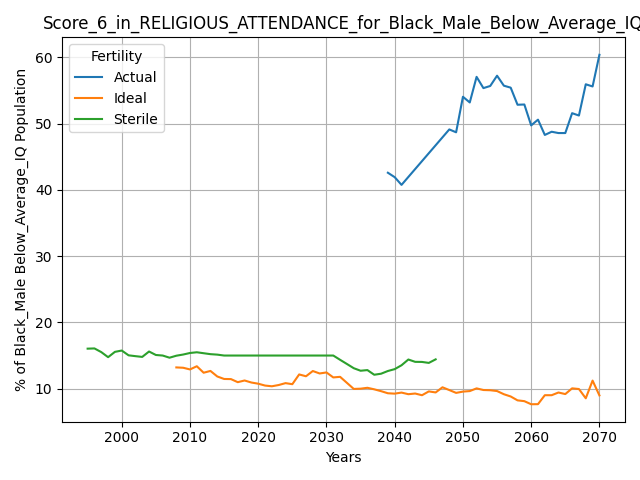 Score_6_in_RELIGIOUS_ATTENDANCE_for_Black_Male_Below_Average_IQ
% of Black_Male Below_Average_IQ Population
60
50
40
30
20
10
Fertility
Actual
Ideal
Sterile
2000 2010 2020 2030 2040 2050 2060 2070
Years